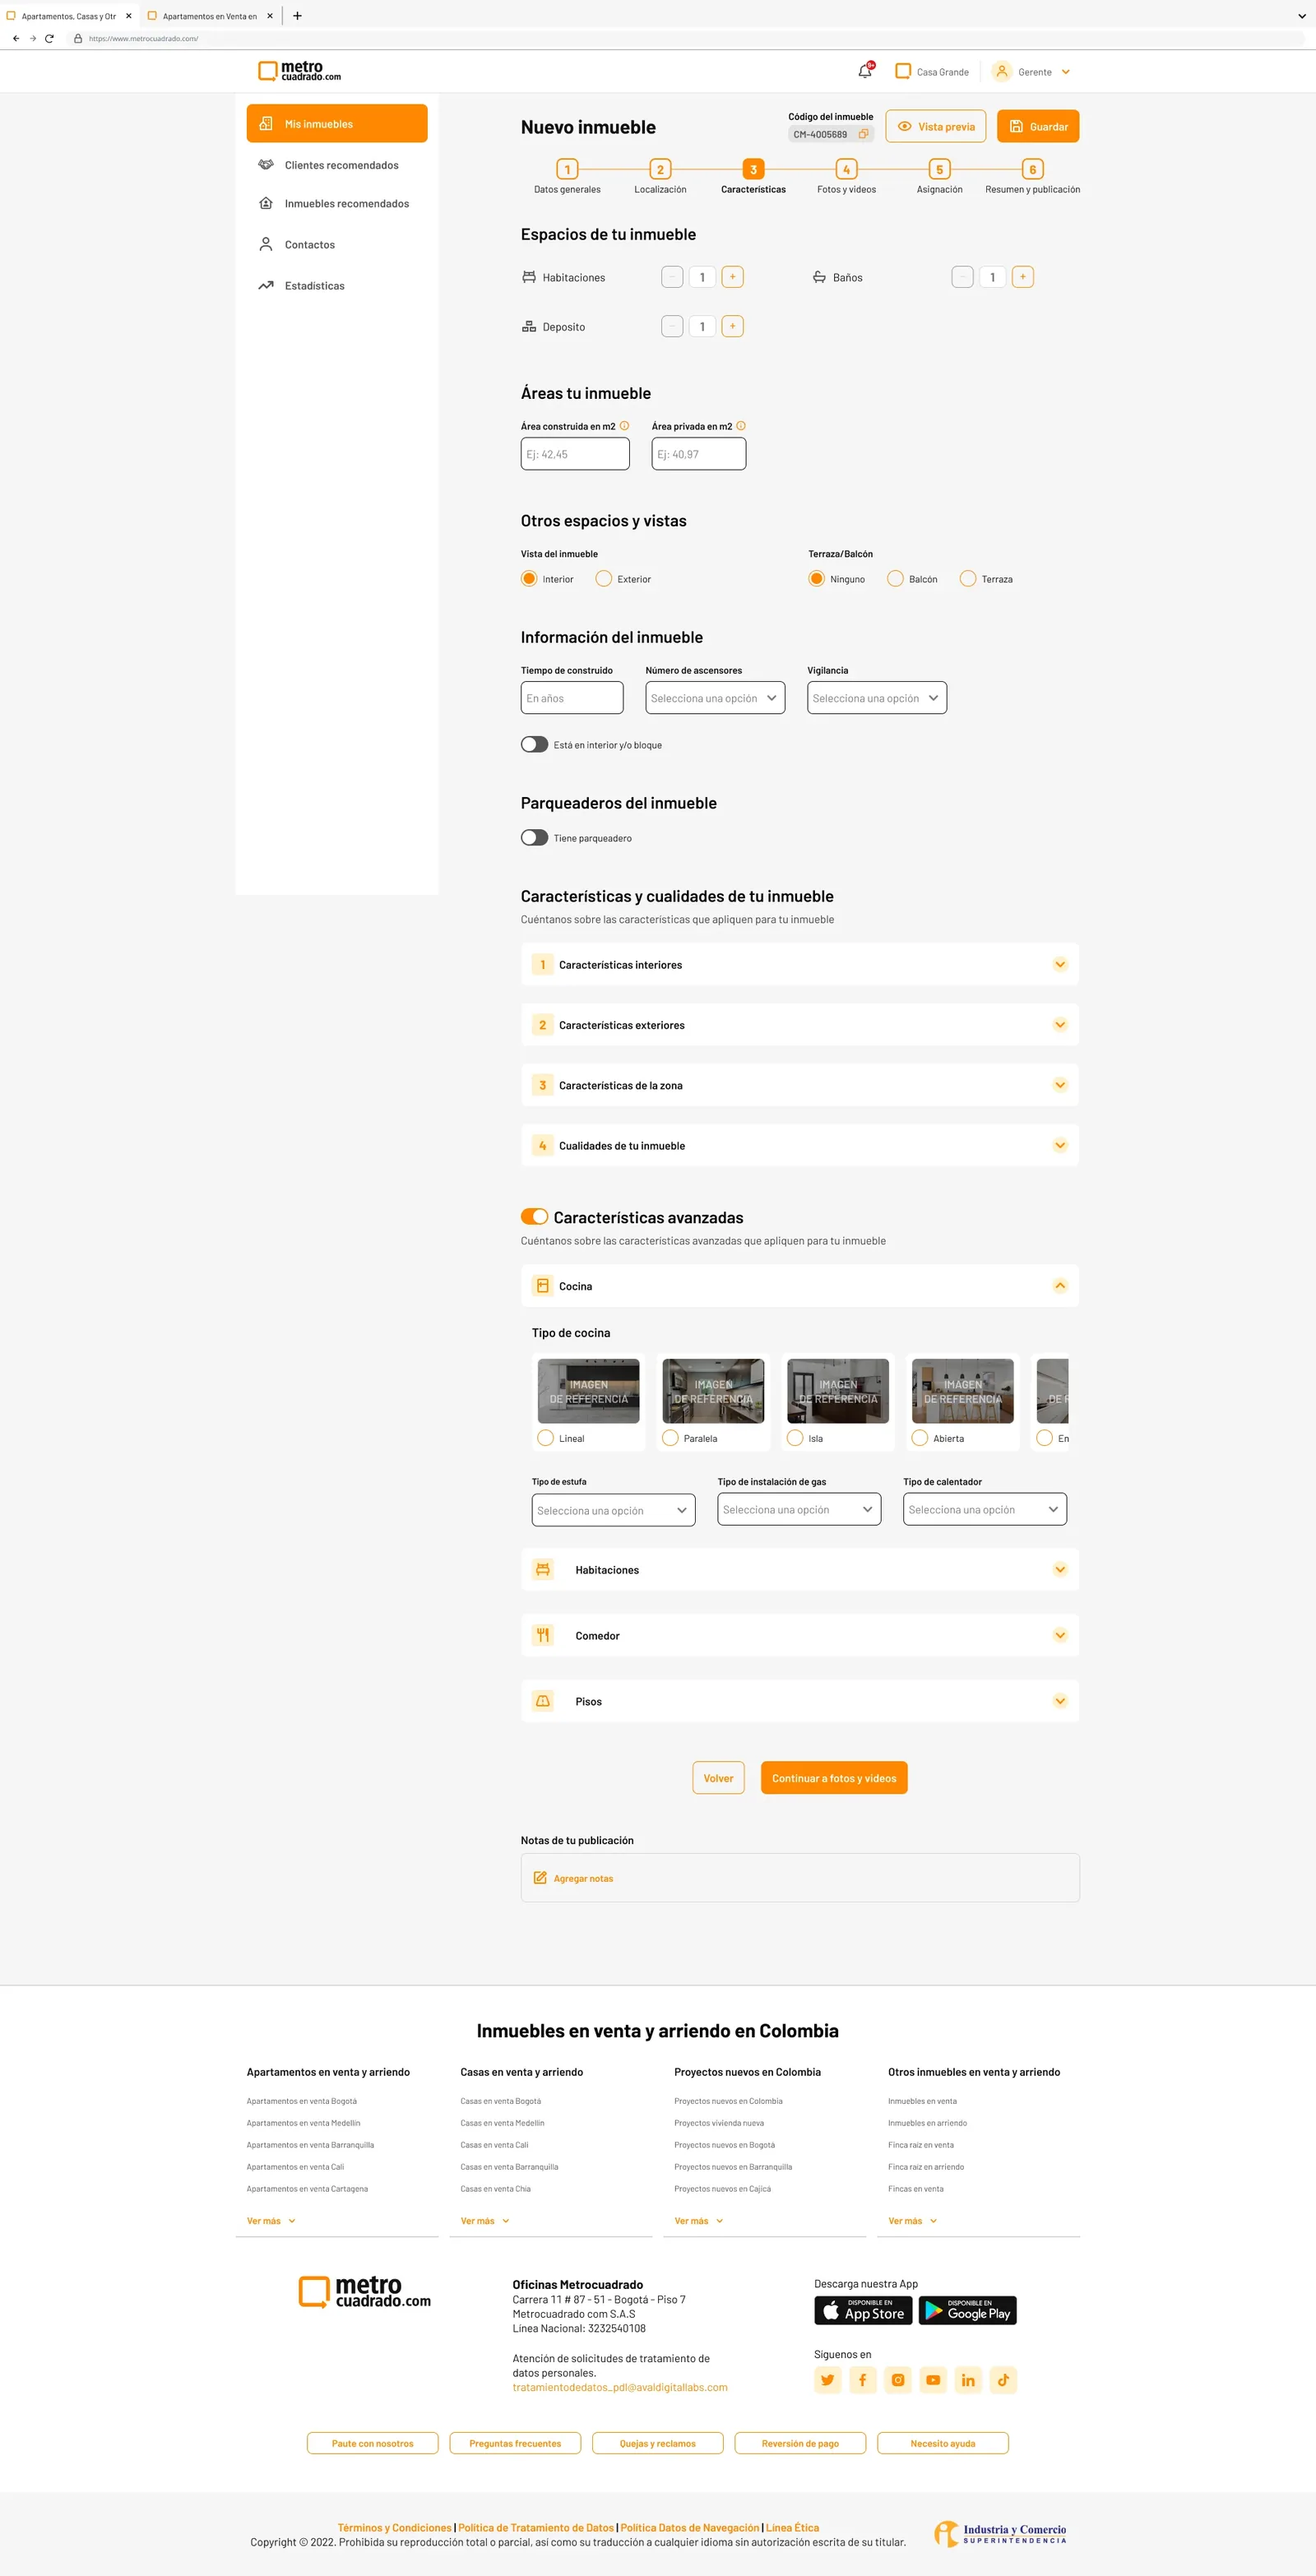 Apartamentos, Casas y Otr
Apartamentos en Venta en
https://www.metrocuadrado.com/
metro
cuadrado.com
9+
Casa Grande
Gerente
Mis inmuebles
Clientes recomendados
Inmuebles recomendados
Contactos
Estadísticas
Nuevo inmueble
Código del inmueble
CM-4005689
Vista previa
Guardar
1
2
3
4
5
6
Datos generales
Localización
Características
Fotos y videos
Asignación
Resumen y publicación
Espacios de tu inmueble
Habitaciones
- 1 +
Baños
- 1 +
Deposito
- 1 +
Áreas tu inmueble
Área construida en m2
Área privada en m2
Ej: 42,45
Ej: 40,97
Otros espacios y vistas
Vista del inmueble
Terraza/Balcón
Interior
Exterior
Ninguno
Balcón
Terraza
Información del inmueble
Tiempo de construido
Número de ascensores
Vigilancia
En años
Selecciona una opción
Selecciona una opción
Está en interior y/o bloque
Parqueaderos del inmueble
Tiene parqueadero
Características y cualidades de tu inmueble
Cuéntanos sobre las características que apliquen para tu inmueble
1 Características interiores
2 Características exteriores
3 Características de la zona
4 Cualidades de tu inmueble
Características avanzadas
Cuéntanos sobre las características avanzadas que apliquen para tu inmueble
Cocina
Tipo de cocina
IMAGEN
DE REFERENCIA
IMAGEN
DE REFERENCIA
IMAGEN
DE REFERENCIA
IMAGEN
DE REFERENCIA
DE R
Lineal
Paralela
Isla
Abierta
En
Tipo de estufa
Tipo de instalación de gas
Tipo de calentador
Selecciona una opción
Selecciona una opción
Selecciona una opción
Habitaciones
Comedor
Pisos
Volver
Continuar a fotos y videos
Notas de tu publicación
Agregar notas
Inmuebles en venta y arriendo en Colombia
Apartamentos en venta y arriendo
Apartamentos en venta Bogotá
Apartamentos en venta Medellín
Apartamentos en venta Barranquilla
Apartamentos en venta Cali
Apartamentos en venta Cartagena
Ver más
Casas en venta y arriendo
Casas en venta Bogotá
Casas en venta Medellín
Casas en venta Cali
Casas en venta Barranquilla
Casas en venta Chía
Ver más
Proyectos nuevos en Colombia
Proyectos nuevos en Colombia
Proyectos vivienda nueva
Proyectos nuevos en Bogotá
Proyectos nuevos en Barranquilla
Proyectos nuevos en Cajicá
Ver más
Otros inmuebles en venta y arriendo
Inmuebles en venta
Inmuebles en arriendo
Finca raíz en venta
Finca raíz en arriendo
Fincas en venta
Ver más
metro
cuadrado.com
Oficinas Metrocuadrado
Carrera 11 # 87 - 51 - Bogotá - Piso 7
Metrocuadrado com S.A.S
Línea Nacional: 3232540108
Atención de solicitudes de tratamiento de
datos personales.
tratamientodedatos_pdl@avaldigitallabs.com
Descarga nuestra App
DISPONIBLE EN
App Store
DISPONIBLE EN
Google Play
Síguenos en
Paute con nosotros
Preguntas frecuentes
Quejas y reclamos
Reversión de pago
Necesito ayuda
Términos y Condiciones | Política de Tratamiento de Datos | Política Datos de Navegación | Línea Ética
Copyright © 2022. Prohibida su reproducción total o parcial, así como su traducción a cualquier idioma sin autorización escrita de su titular.
Industria y Comercio
SUPERINTENDENCIA